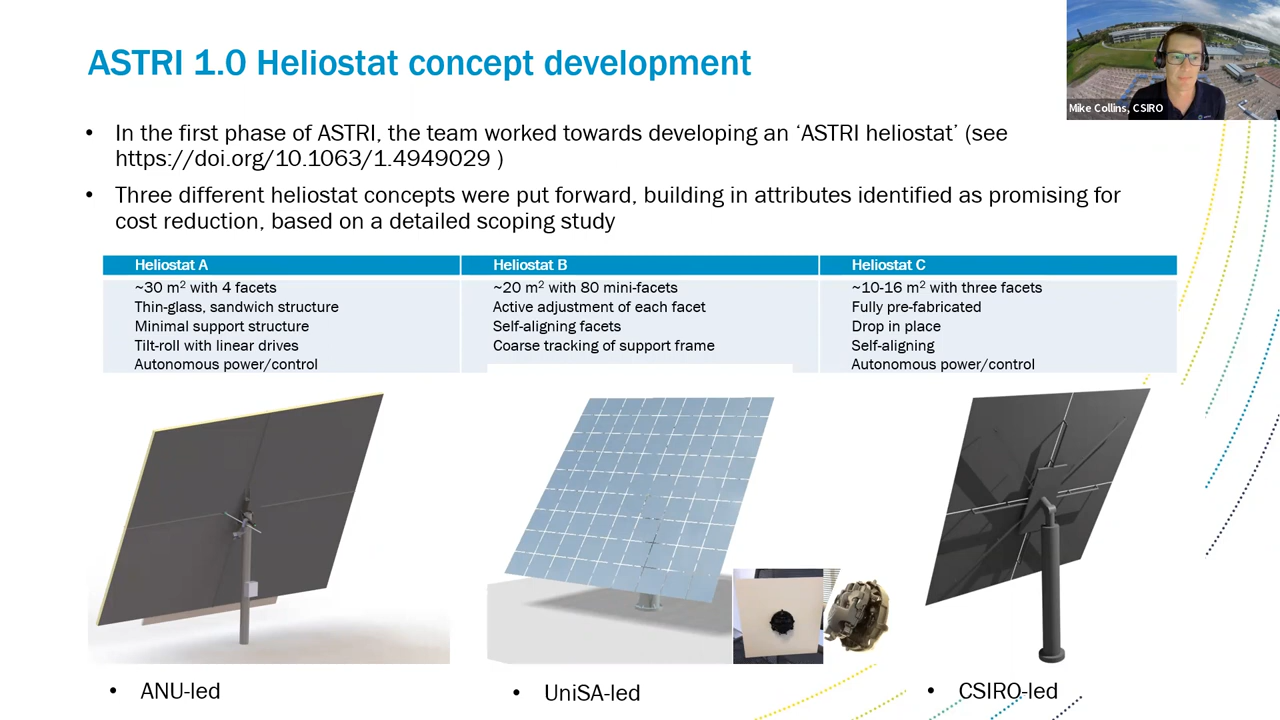 ASTRI 1.0 Heliostat concept development
Mike Collins, CSIRO
• In the first phase of ASTRI, the team worked towards developing an ‘ASTRI heliostat’ (see
https://doi.org/10.1063/1.4949029 )
• Three different heliostat concepts were put forward, building in attributes identified as promising for
cost reduction, based on a detailed scoping study
Heliostat A
~30 m² with 4 facets
Thin-glass, sandwich structure
Minimal support structure
Tilt-roll with linear drives
Autonomous power/control
Heliostat B
~20 m² with 80 mini-facets
Active adjustment of each facet
Self-aligning facets
Coarse tracking of support frame
Heliostat C
~10-16 m² with three facets
Fully pre-fabricated
Drop in place
Self-aligning
Autonomous power/control
• ANU-led
• UniSA-led
• CSIRO-led